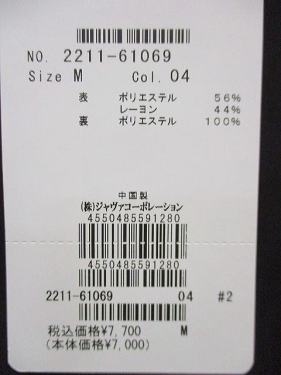 NO. 2211-61069
Size M Col. 04
表 ポリエステル 56%
レーヨン 44%
裏 ポリエステル 100%
中国製
(株)ジャヴァコーポレーション
4550485591280
4550485591280
2211-61069 04 #2
税込価格¥7,700 M
(本体価格¥7,000)